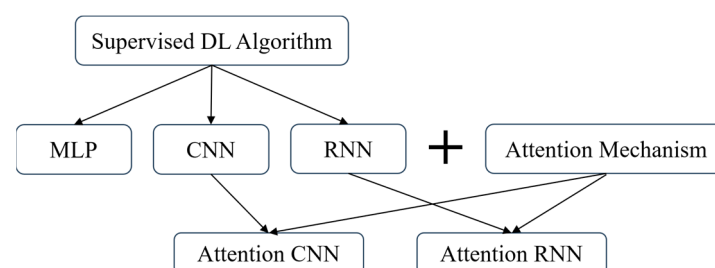 Supervised DL Algorithm
MLP
CNN
RNN
+
Attention Mechanism
Attention CNN
Attention RNN